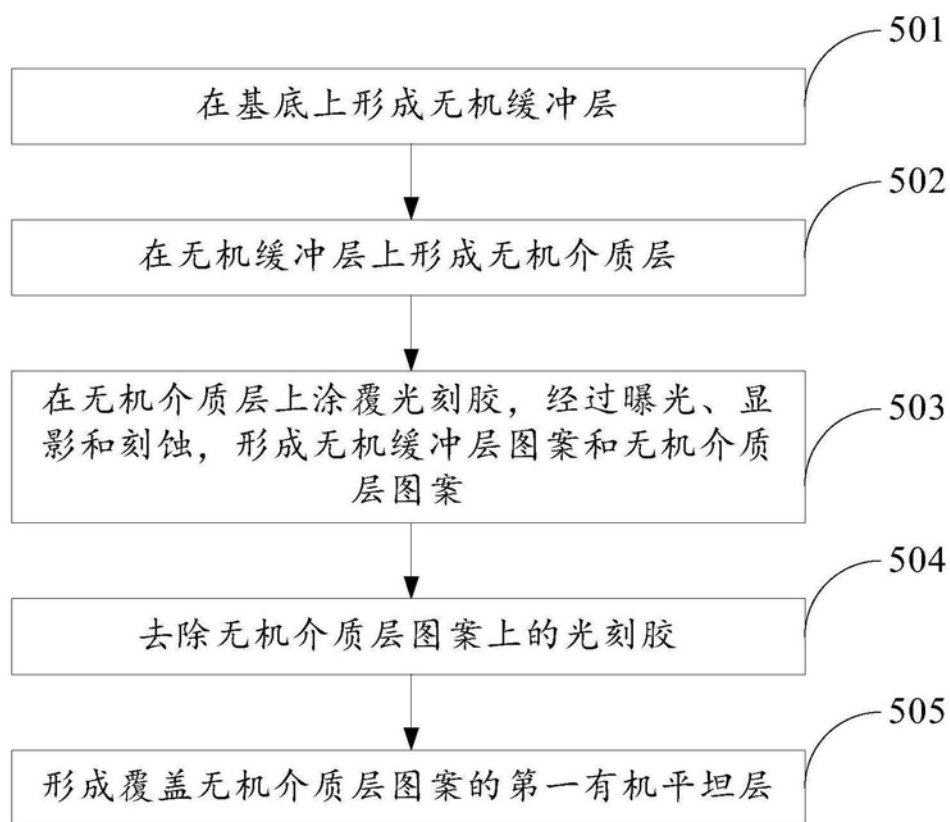 501
在基底上形成无机缓冲层
502
在无机缓冲层上形成无机介质层
503
在无机介质层上涂覆光刻胶，经过曝光、显
影和刻蚀，形成无机缓冲层图案和无机介质
层图案
504
去除无机介质层图案上的光刻胶
505
形成覆盖无机介质层图案的第一有机平坦层